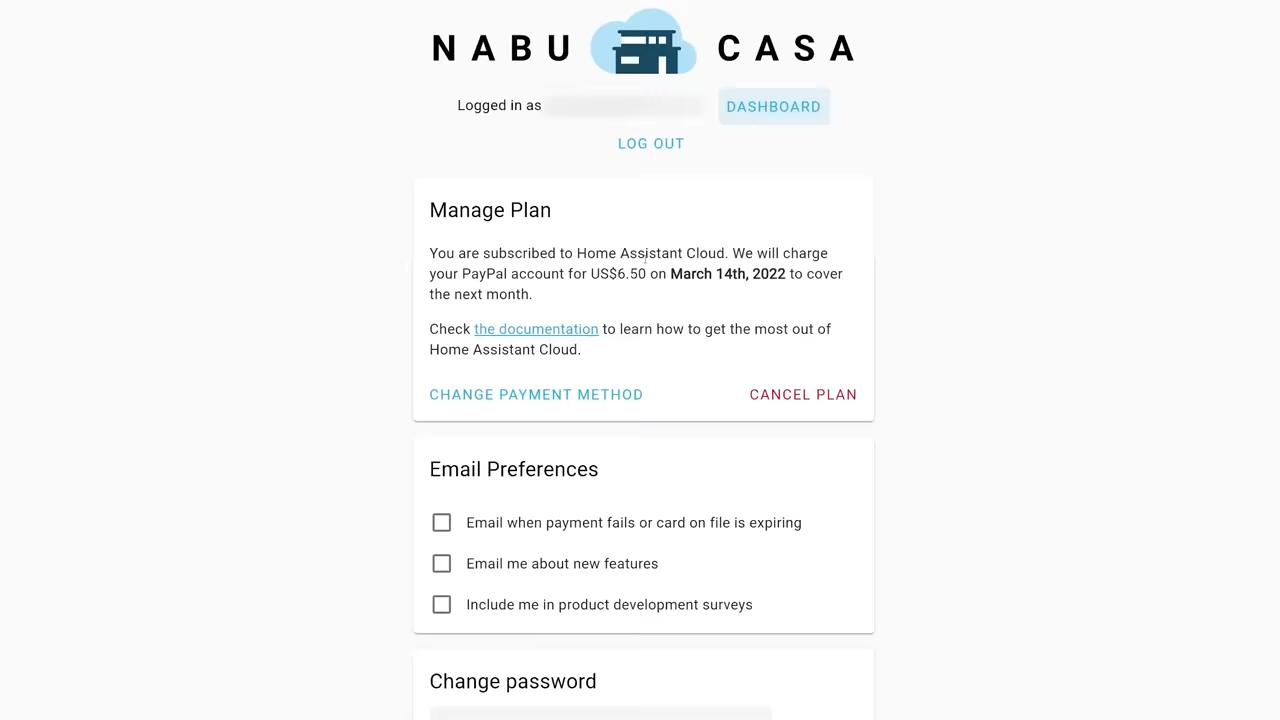 NABU CASA
Logged in as
DASHBOARD
LOG OUT
Manage Plan
You are subscribed to Home Assistant Cloud. We will charge
your PayPal account for US$6.50 on March 14th, 2022 to cover
the next month.
Check the documentation to learn how to get the most out of
Home Assistant Cloud.
CHANGE PAYMENT METHOD
CANCEL PLAN
Email Preferences
Email when payment fails or card on file is expiring
Email me about new features
Include me in product development surveys
Change password